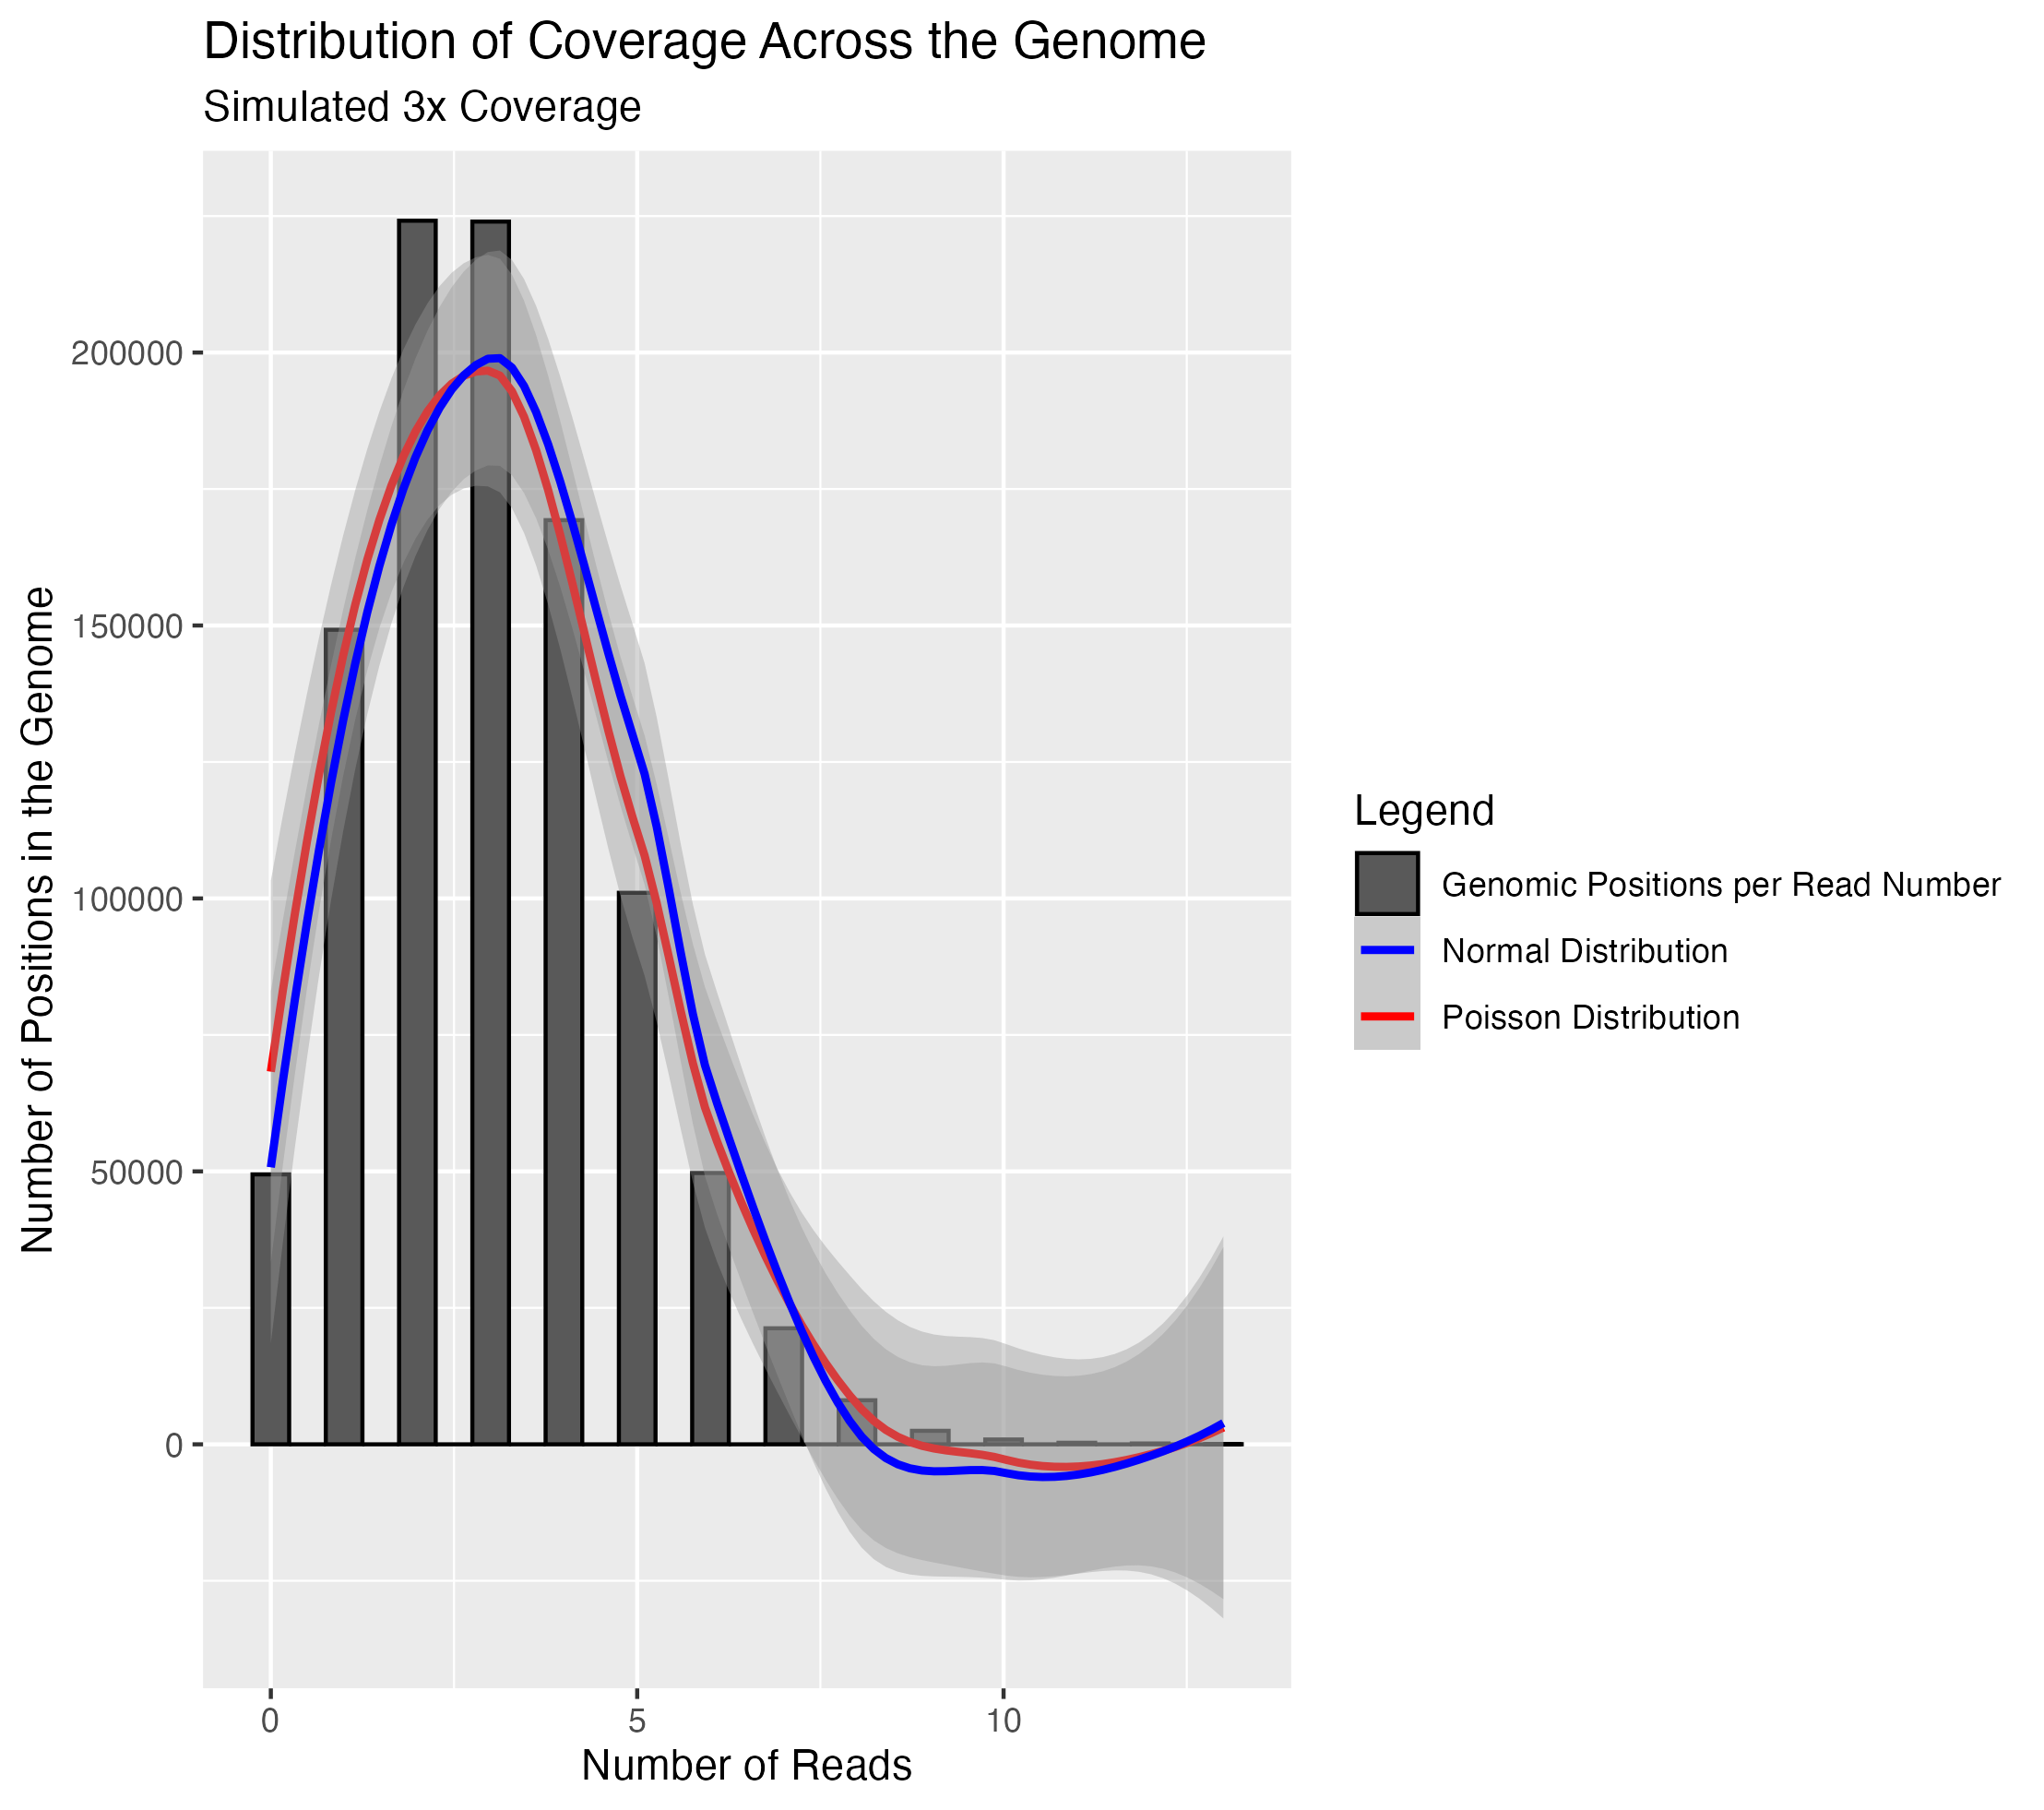 Distribution of Coverage Across the Genome
Simulated 3x Coverage
Number of Positions in the Genome
200000
150000
100000
50000
0
0 5 10
Number of Reads
Legend
Genomic Positions per Read Number
Normal Distribution
Poisson Distribution